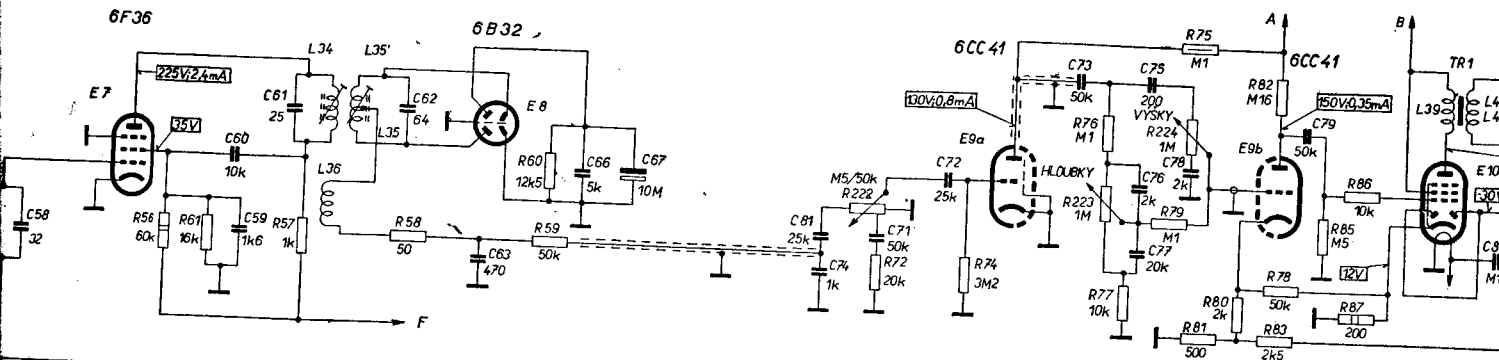 6F36
6B32
6CC41
6CC41
A
B
TR1
E7
225V;2,4mA
35V
C60
10k
L34
L35'
C61
25
C62
64
L35
L36
E8
R60
12k5
C66
5k
C67
10M
C58
32
R56
60k
R61
16k
C59
1k6
R57
1k
R58
50
C63
470
R59
50k
F
C81
25k
C74
1k
M5/50k
R222
C71
50k
R72
20k
C72
25k
R74
3M2
130V;0,8mA
E9a
C73
50k
R75
M1
C75
200
VÝŠKY
R76
M1
R224
1M
C78
2k
HLOUBKY
C76
2k
R223
1M
R79
M1
C77
20k
R77
10k
R82
M16
150V;0,35mA
C79
50k
E9b
R86
10k
R85
M5
R78
50k
R80
2k
R81
500
R83
2k5
12V
R87
200
L39
L4
L4
E10
-30
C8
M1